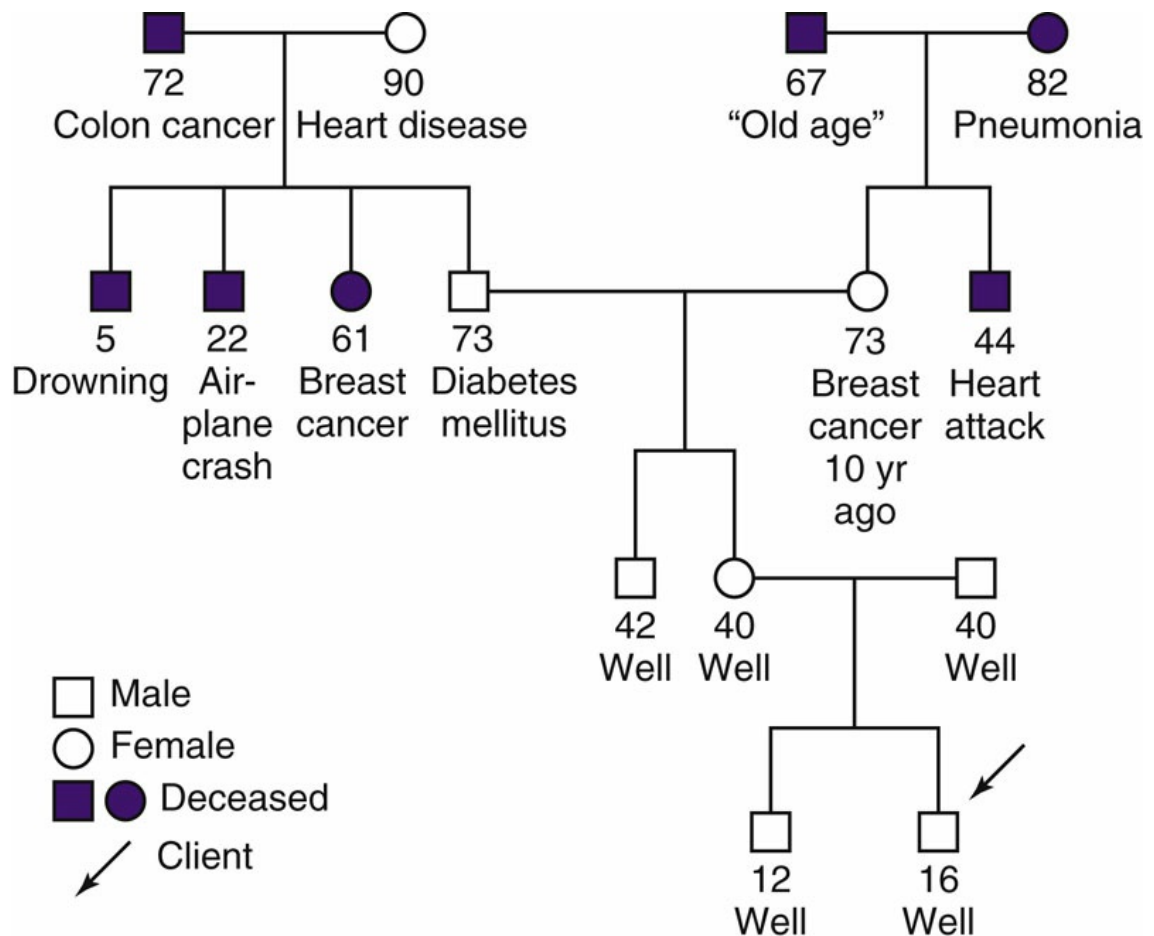 72
Colon cancer
90
Heart disease
67
“Old age”
82
Pneumonia
5
Drowning
22
Air-
plane
crash
61
Breast
cancer
73
Diabetes
mellitus
73
Breast
cancer
10 yr
ago
44
Heart
attack
42
Well
40
Well
40
Well
Male
Female
Deceased
Client
12
Well
16
Well